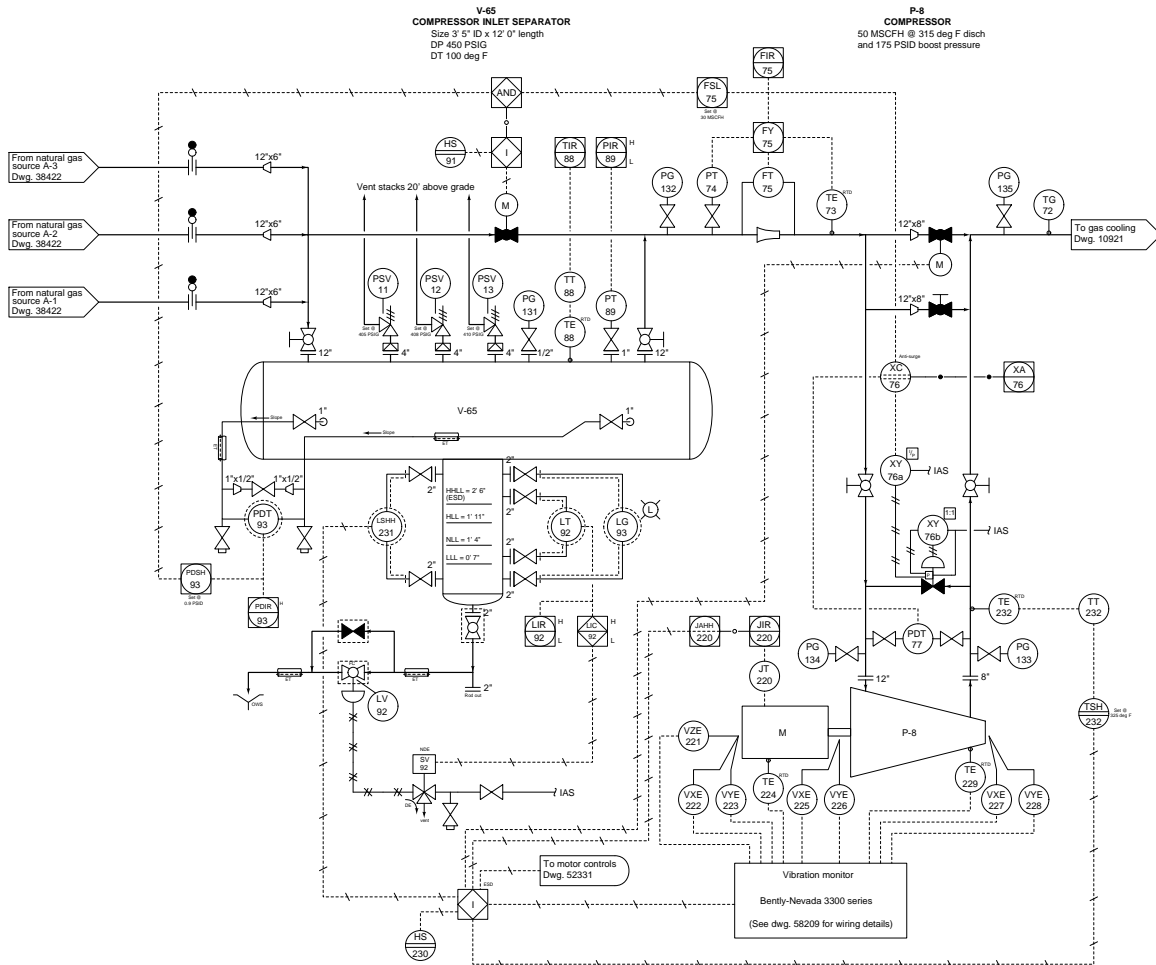 V-65
COMPRESSOR INLET SEPARATOR
Size 3' 5" ID x 12' 0" length
DP 450 PSIG
DT 100 deg F
P-8
COMPRESSOR
50 MSCFH @ 315 deg F disch
and 175 PSID boost pressure
FIR
75
AND
FSL
75
Set @
30 MSCFH
HS
91
I
TIR
88
PIR
89
H
L
FY
75
From natural gas
source A-3
Dwg. 38422
12"x6"
Vent stacks 20' above grade
M
PG
132
PT
74
FT
75
TE
73
RTD
PG
135
TG
72
From natural gas
source A-2
Dwg. 38422
12"x6"
12"x8"
To gas cooling
Dwg. 10921
M
From natural gas
source A-1
Dwg. 38422
12"x6"
PSV
11
PSV
12
PSV
13
PG
131
TT
88
TE
88
RTD
PT
89
12"x8"
Set @
405 PSIG
Set @
408 PSIG
Set @
410 PSIG
12"
4"
4"
4"
1/2"
1"
12"
Anti-surge
XC
76
XA
76
V-65
1"
Slope
1"
Slope
ET
ET
XY
76a
I/P
IAS
1"x1/2"
1"x1/2"
PDT
93
LSHH
231
2"
2"
2"
2"
2"
2"
HHLL = 2' 6"
(ESD)
HLL = 1' 11"
NLL = 1' 4"
LLL = 0' 7"
LT
92
LG
93
L
XY
76b
1:1
IAS
P
PDSH
93
Set @
0.9 PSID
PDIR
93
H
2"
LIR
92
H
L
LIC
92
H
L
JAHH
220
JIR
220
JT
220
PG
134
PDT
77
PG
133
TE
232
RTD
TT
232
TSH
232
Set @
325 deg F
12"
8"
OWS
ET
ET
FC
LV
92
2"
Rod out
NDE
SV
92
DE
vent
IAS
M
P-8
VZE
221
VXE
222
VYE
223
TE
224
RTD
VXE
225
VYE
226
TE
229
RTD
VXE
227
VYE
228
To motor controls
Dwg. 52331
ESD
I
HS
230
Vibration monitor
Bently-Nevada 3300 series
(See dwg. 58209 for wiring details)